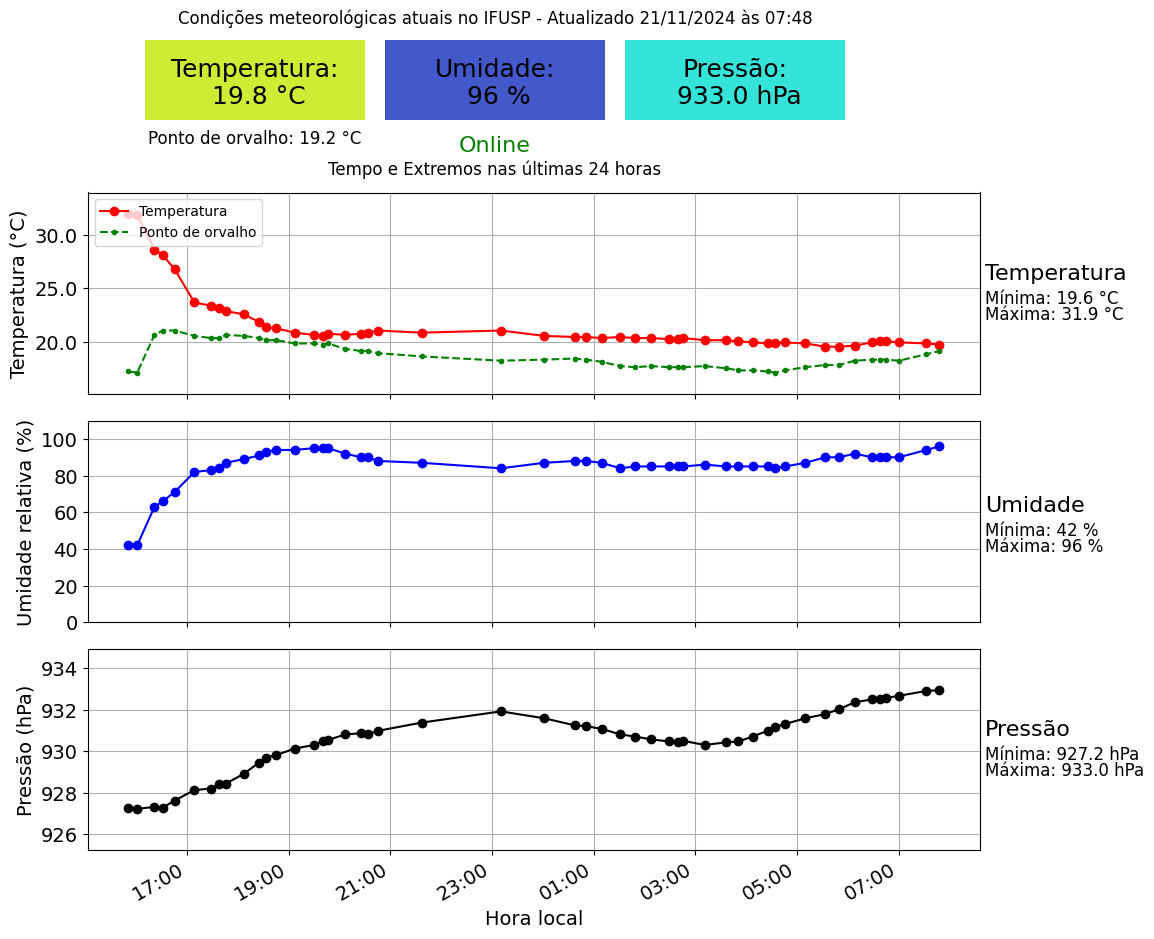 Condições meteorológicas atuais no IFUSP - Atualizado 21/11/2024 às 07:48
Temperatura:
19.8 °C
Umidade:
96 %
Pressão:
933.0 hPa
Ponto de orvalho: 19.2 °C
Online
Tempo e Extremos nas últimas 24 horas
Temperatura (°C)
30.0
25.0
20.0
Temperatura
Ponto de orvalho
Temperatura
Mínima: 19.6 °C
Máxima: 31.9 °C
Umidade relativa (%)
100
80
60
40
20
0
Umidade
Mínima: 42 %
Máxima: 96 %
Pressão (hPa)
934
932
930
928
926
Pressão
Mínima: 927.2 hPa
Máxima: 933.0 hPa
17:00
19:00
21:00
23:00
01:00
03:00
05:00
07:00
Hora local